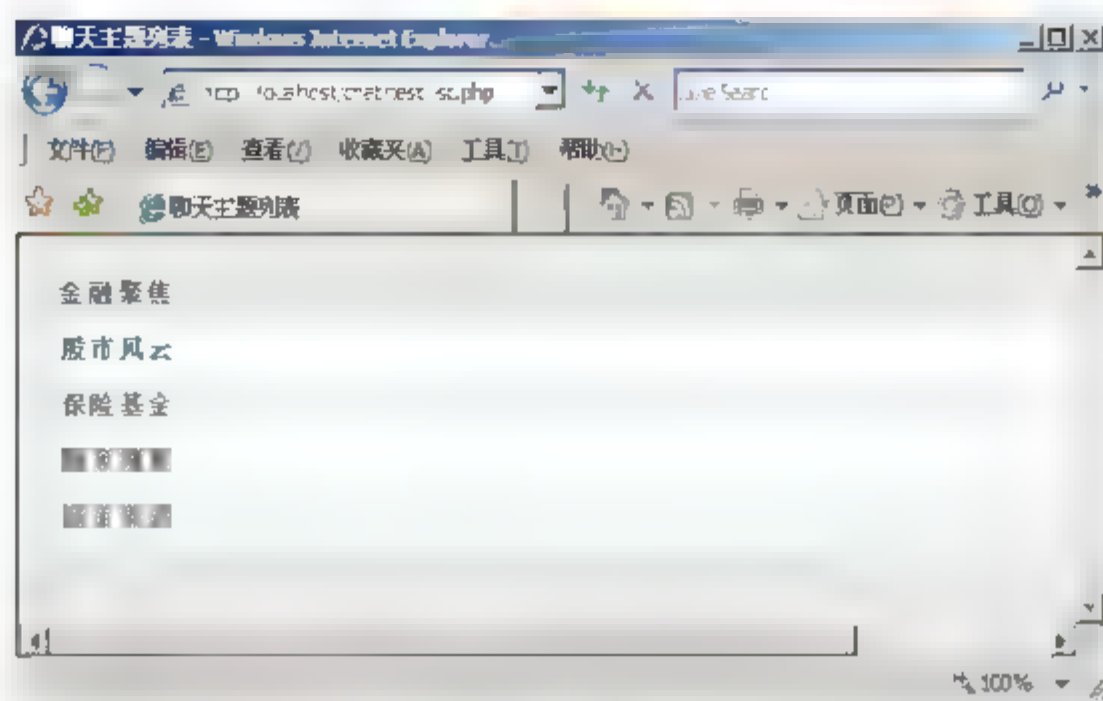 聊天主题列表 - Windows Internet Explorer
文件(F) 编辑(E) 查看(V) 收藏夹(A) 工具(T) 帮助(H)
聊天主题列表 页面(P) 工具(O)
金融聚焦
股市风云
保险基金
100%